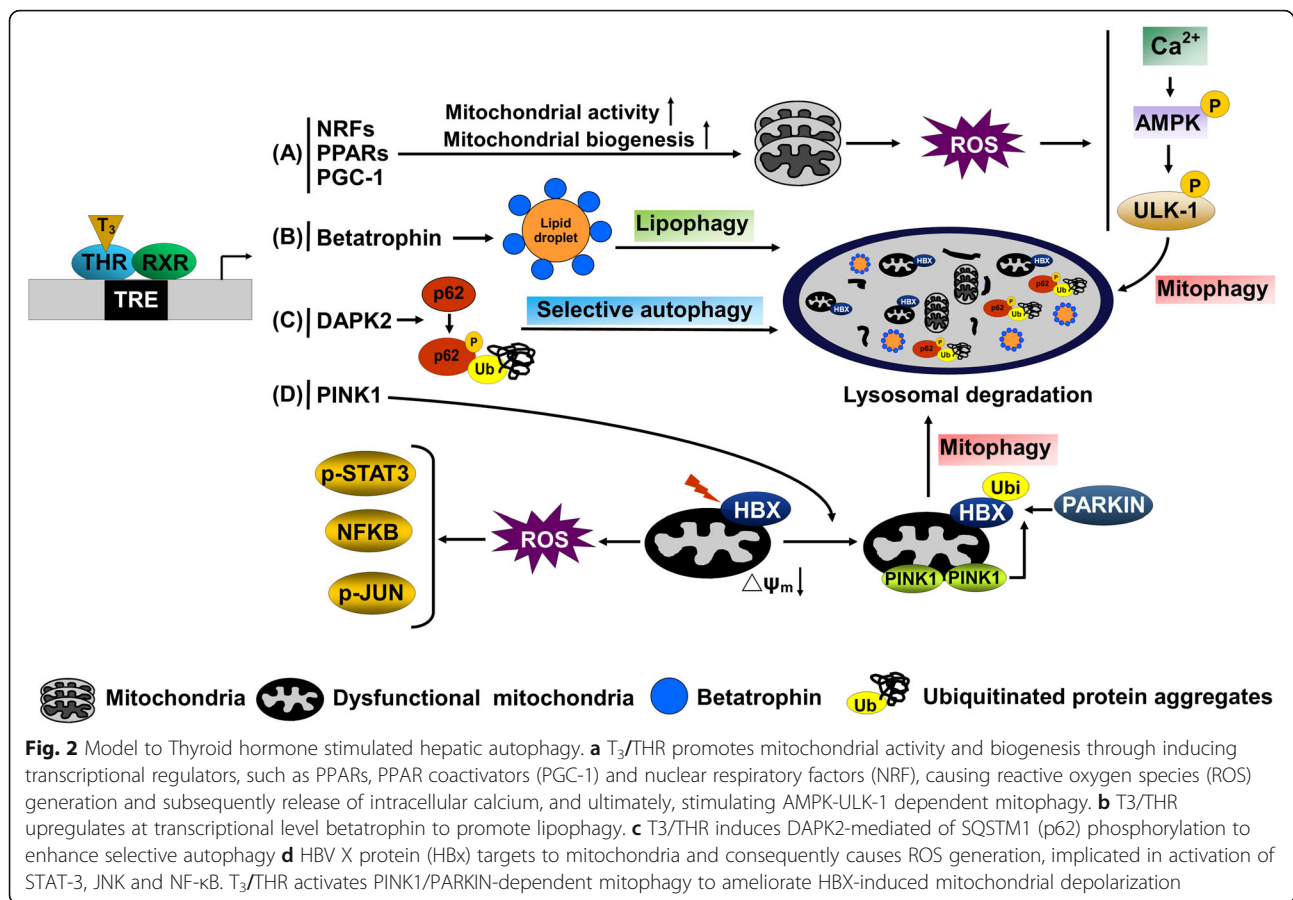 Ca2+
P
AMPK
P
ULK-1
Mitophagy
(A)
NRFs
PPARs
PGC-1
Mitochondrial activity ↑
Mitochondrial biogenesis ↑
ROS
T3
THR
RXR
TRE
(B) Betatrophin
Lipid
droplet
Lipophagy
(C) DAPK2
p62
p62
P
Ub
Selective autophagy
HBX
HBX
HBX
HBX
HBX
p62
P
Ub
p62
P
Ub
p62
P
Ub
Lysosomal degradation
(D) PINK1
Mitophagy
p-STAT3
NFKB
p-JUN
ROS
HBX
△Ψm↓
Ubi
HBX
PARKIN
PINK1
PINK1
Mitochondria
Dysfunctional mitochondria
Betatrophin
Ub
Ubiquitinated protein aggregates
Fig. 2 Model to Thyroid hormone stimulated hepatic autophagy. a T3/THR promotes mitochondrial activity and biogenesis through inducing
transcriptional regulators, such as PPARs, PPAR coactivators (PGC-1) and nuclear respiratory factors (NRF), causing reactive oxygen species (ROS)
generation and subsequently release of intracellular calcium, and ultimately, stimulating AMPK-ULK-1 dependent mitophagy. b T3/THR
upregulates at transcriptional level betatrophin to promote lipophagy. c T3/THR induces DAPK2-mediated of SQSTM1 (p62) phosphorylation to
enhance selective autophagy d HBV X protein (HBx) targets to mitochondria and consequently causes ROS generation, implicated in activation of
STAT-3, JNK and NF-κB. T3/THR activates PINK1/PARKIN-dependent mitophagy to ameliorate HBX-induced mitochondrial depolarization